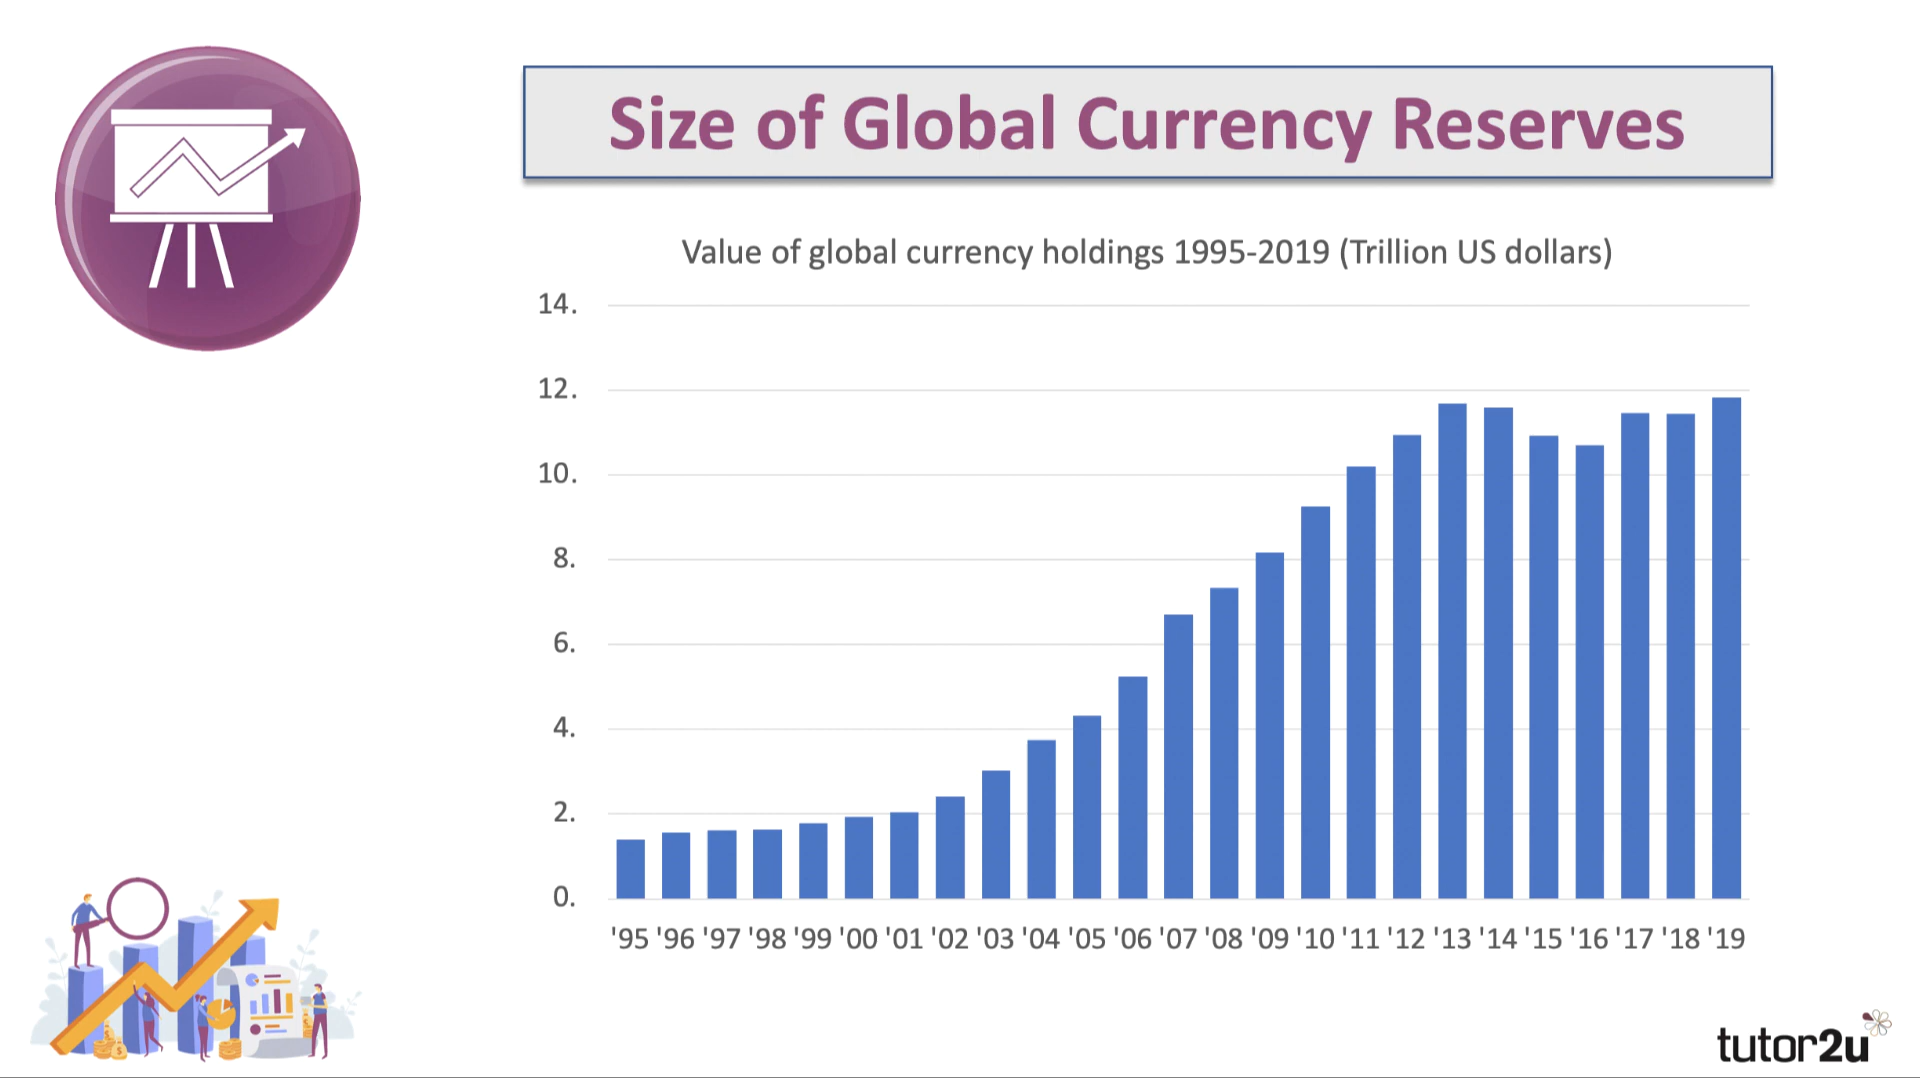 Size of Global Currency Reserves
Value of global currency holdings 1995-2019 (Trillion US dollars)
14.
12.
10.
8.
6.
4.
2.
0.
'95 '96 '97 '98 '99 '00 '01 '02 '03 '04 '05 '06 '07 '08 '09 '10 '11 '12 '13 '14 '15 '16 '17 '18 '19
tutor2u